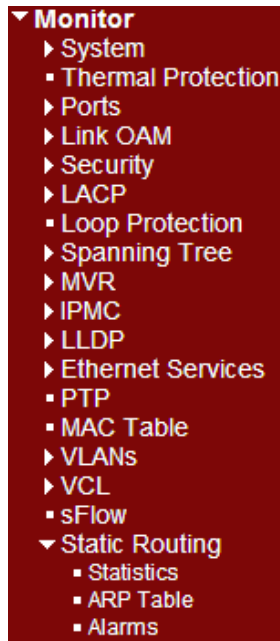 Monitor
System
Thermal Protection
Ports
Link OAM
Security
LACP
Loop Protection
Spanning Tree
MVR
IPMC
LLDP
Ethernet Services
PTP
MAC Table
VLANs
VCL
sFlow
Static Routing
Statistics
ARP Table
Alarms